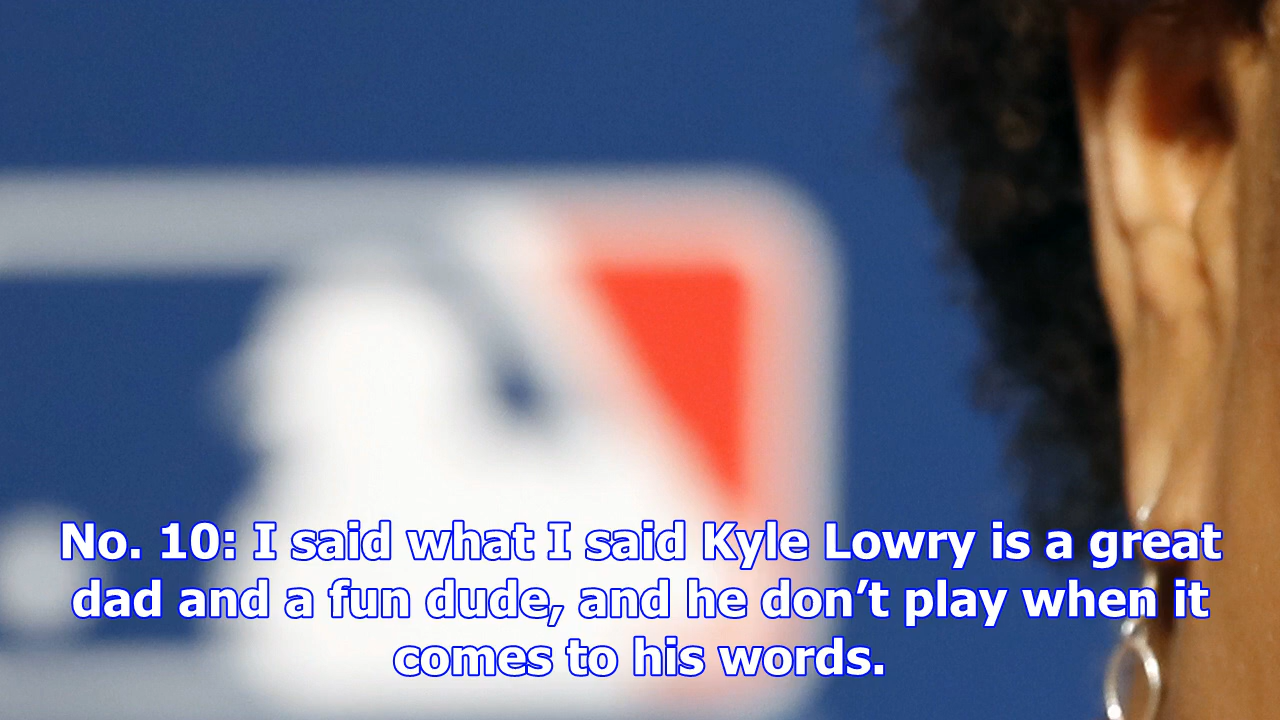 No. 10: I said what I said Kyle Lowry is a great
dad and a fun dude, and he don’t play when it
comes to his words.